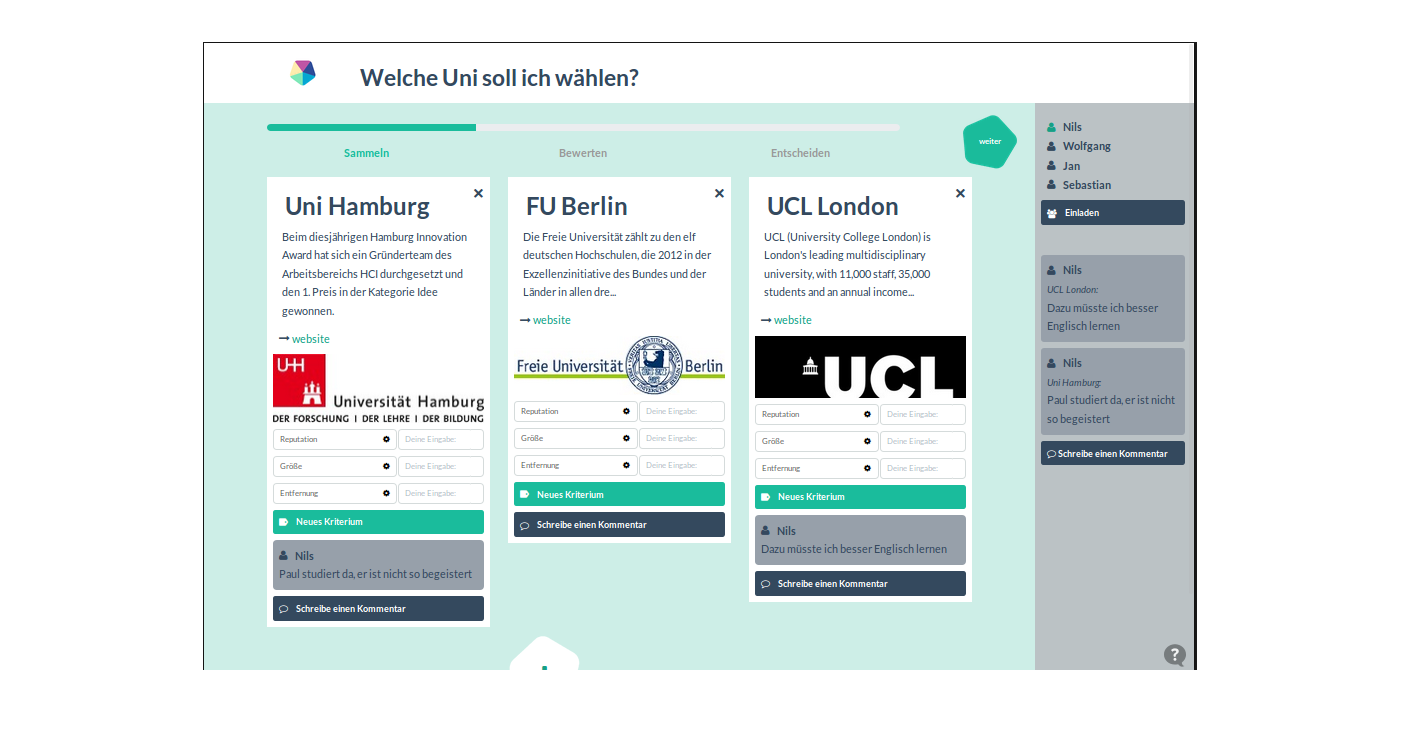 Welche Uni soll ich wählen?
weiter
Sammeln
Bewerten
Entscheiden
Uni Hamburg
Beim diesjährigen Hamburg Innovation
Award hat sich ein Gründerteam des
Arbeitsbereichs HCI durchgesetzt und
den 1. Preis in der Kategorie Idee
gewonnen.
website
UHH
Universität Hamburg
DER FORSCHUNG | DER LEHRE | DER BILDUNG
Reputation
Deine Eingabe:
Größe
Deine Eingabe:
Entfernung
Deine Eingabe:
Neues Kriterium
Nils
Paul studiert da, er ist nicht so begeistert
Schreibe einen Kommentar
FU Berlin
Die Freie Universität zählt zu den elf
deutschen Hochschulen, die 2012 in der
Exzellenzinitiative des Bundes und der
Länder in allen dre...
website
Freie Universität Berlin
Reputation
Deine Eingabe:
Größe
Deine Eingabe:
Entfernung
Deine Eingabe:
Neues Kriterium
Schreibe einen Kommentar
UCL London
UCL (University College London) is
London's leading multidisciplinary
university, with 11,000 staff, 35,000
students and an annual income...
website
UCL
Reputation
Deine Eingabe:
Größe
Deine Eingabe:
Entfernung
Deine Eingabe:
Neues Kriterium
Nils
Dazu müsste ich besser Englisch lernen
Schreibe einen Kommentar
Nils
Wolfgang
Jan
Sebastian
Einladen
Nils
UCL London:
Dazu müsste ich besser
Englisch lernen
Nils
Uni Hamburg:
Paul studiert da, er ist nicht
so begeistert
Schreibe einen Kommentar
?